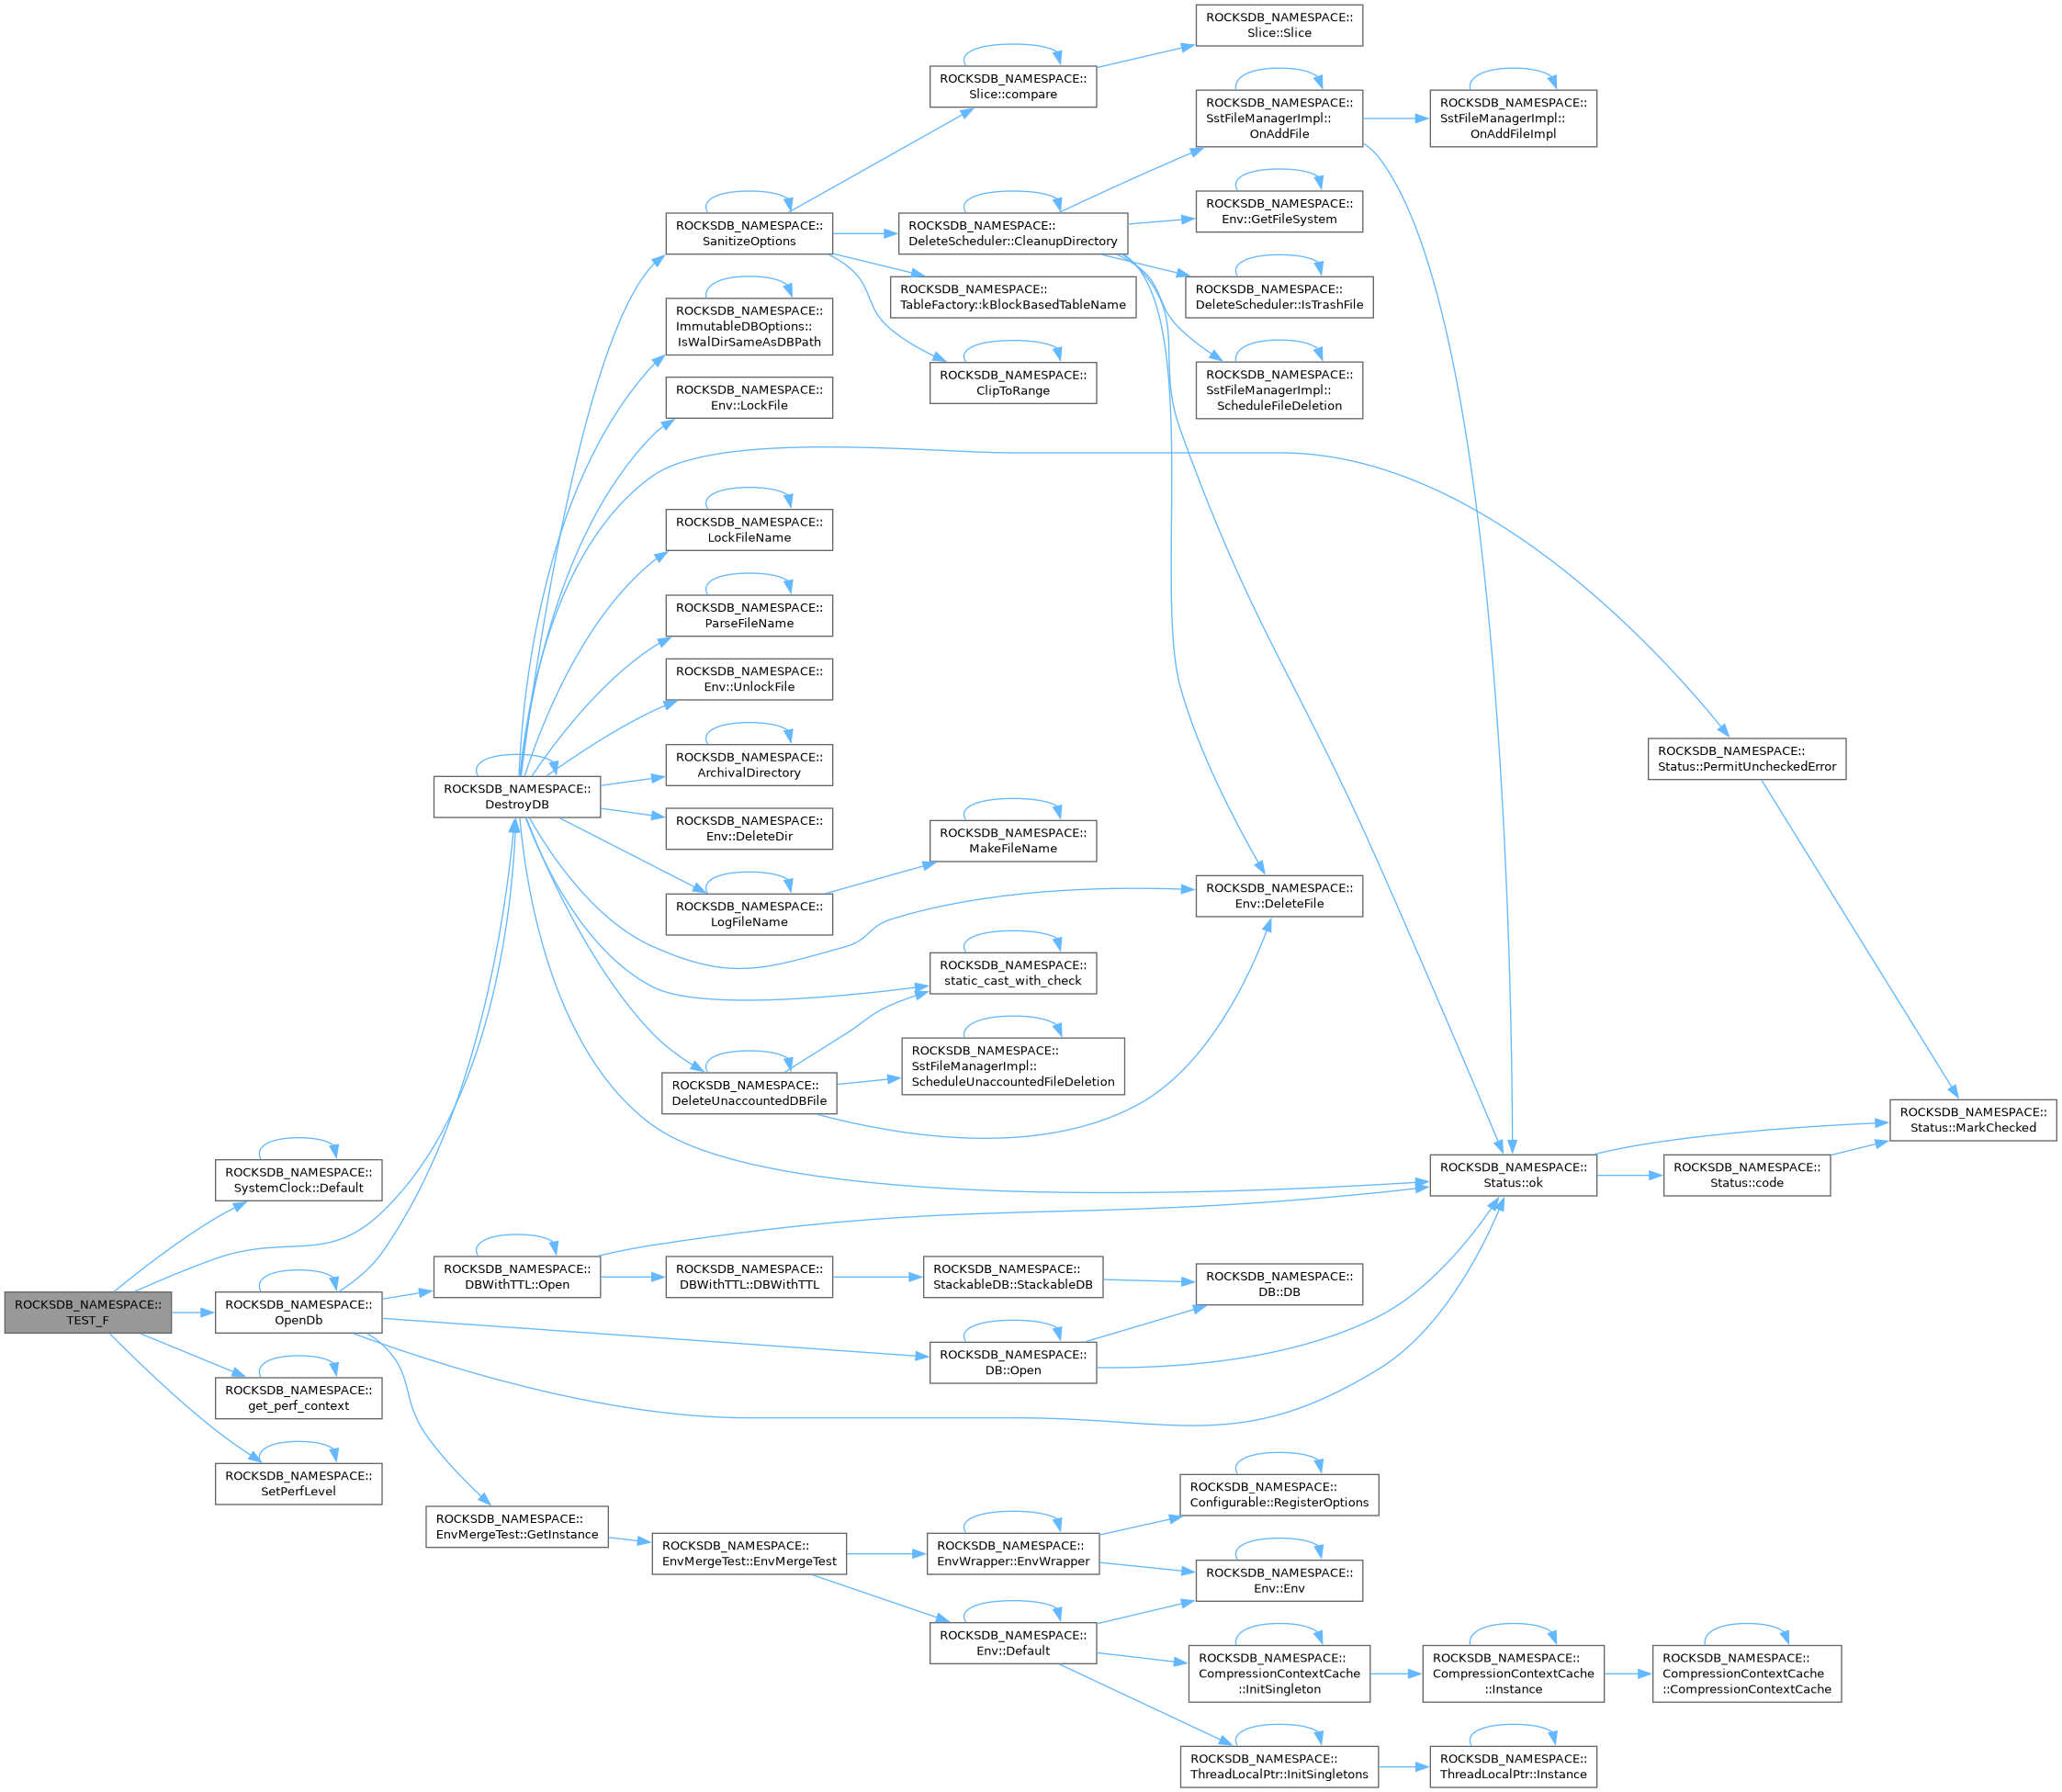 ROCKSDB_NAMESPACE::
TEST_F
ROCKSDB_NAMESPACE::
SystemClock::Default
ROCKSDB_NAMESPACE::
OpenDb
ROCKSDB_NAMESPACE::
get_perf_context
ROCKSDB_NAMESPACE::
SetPerfLevel
ROCKSDB_NAMESPACE::
DestroyDB
ROCKSDB_NAMESPACE::
DBWithTTL::Open
ROCKSDB_NAMESPACE::
EnvMergeTest::GetInstance
ROCKSDB_NAMESPACE::
SanitizeOptions
ROCKSDB_NAMESPACE::
ImmutableDBOptions::
IsWalDirSameAsDBPath
ROCKSDB_NAMESPACE::
Env::LockFile
ROCKSDB_NAMESPACE::
LockFileName
ROCKSDB_NAMESPACE::
ParseFileName
ROCKSDB_NAMESPACE::
Env::UnlockFile
ROCKSDB_NAMESPACE::
ArchivalDirectory
ROCKSDB_NAMESPACE::
Env::DeleteDir
ROCKSDB_NAMESPACE::
LogFileName
ROCKSDB_NAMESPACE::
DeleteUnaccountedDBFile
ROCKSDB_NAMESPACE::
DBWithTTL::DBWithTTL
ROCKSDB_NAMESPACE::
EnvMergeTest::EnvMergeTest
ROCKSDB_NAMESPACE::
Slice::compare
ROCKSDB_NAMESPACE::
DeleteScheduler::CleanupDirectory
ROCKSDB_NAMESPACE::
TableFactory::kBlockBasedTableName
ROCKSDB_NAMESPACE::
ClipToRange
ROCKSDB_NAMESPACE::
MakeFileName
ROCKSDB_NAMESPACE::
static_cast_with_check
ROCKSDB_NAMESPACE::
SstFileManagerImpl::
ScheduleUnaccountedFileDeletion
ROCKSDB_NAMESPACE::
StackableDB::StackableDB
ROCKSDB_NAMESPACE::
DB::Open
ROCKSDB_NAMESPACE::
EnvWrapper::EnvWrapper
ROCKSDB_NAMESPACE::
Env::Default
ROCKSDB_NAMESPACE::
Slice::Slice
ROCKSDB_NAMESPACE::
SstFileManagerImpl::
OnAddFile
ROCKSDB_NAMESPACE::
Env::GetFileSystem
ROCKSDB_NAMESPACE::
DeleteScheduler::IsTrashFile
ROCKSDB_NAMESPACE::
SstFileManagerImpl::
ScheduleFileDeletion
ROCKSDB_NAMESPACE::
Env::DeleteFile
ROCKSDB_NAMESPACE::
DB::DB
ROCKSDB_NAMESPACE::
Configurable::RegisterOptions
ROCKSDB_NAMESPACE::
Env::Env
ROCKSDB_NAMESPACE::
CompressionContextCache
::InitSingleton
ROCKSDB_NAMESPACE::
ThreadLocalPtr::InitSingletons
ROCKSDB_NAMESPACE::
SstFileManagerImpl::
OnAddFileImpl
ROCKSDB_NAMESPACE::
Status::ok
ROCKSDB_NAMESPACE::
CompressionContextCache
::Instance
ROCKSDB_NAMESPACE::
ThreadLocalPtr::Instance
ROCKSDB_NAMESPACE::
Status::PermitUncheckedError
ROCKSDB_NAMESPACE::
Status::code
ROCKSDB_NAMESPACE::
CompressionContextCache
::CompressionContextCache
ROCKSDB_NAMESPACE::
Status::MarkChecked